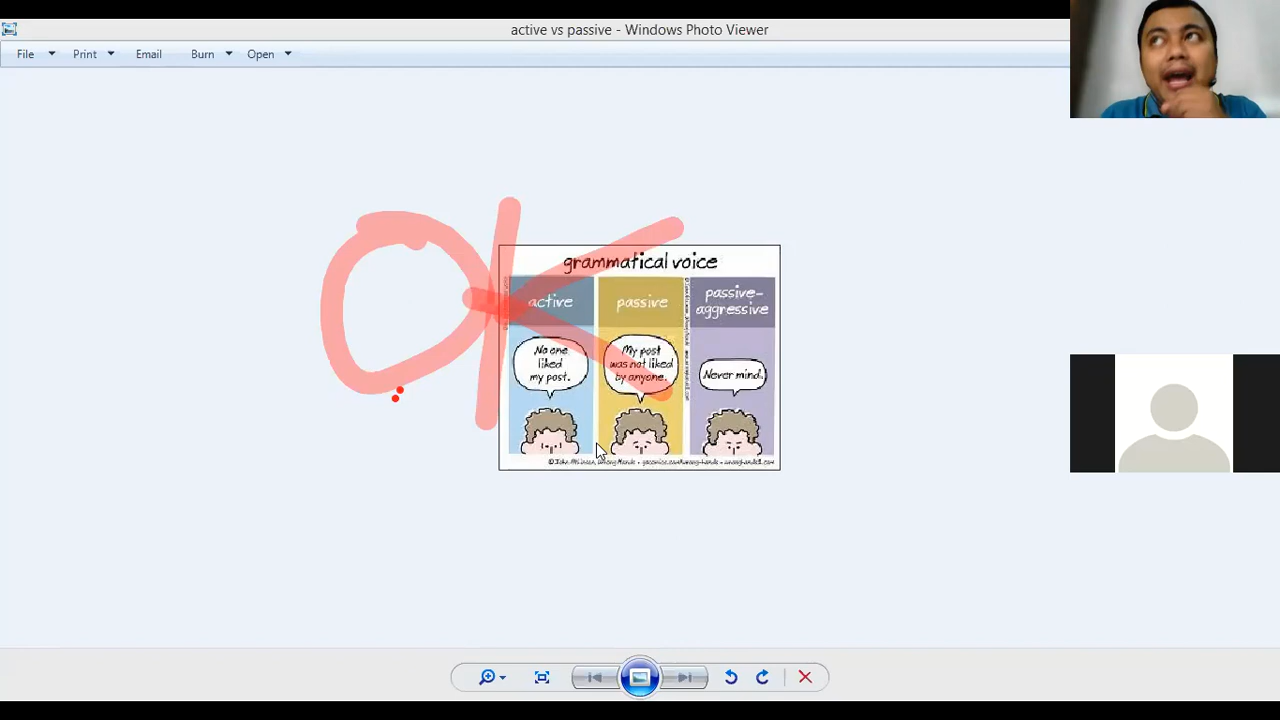 active vs passive - Windows Photo Viewer
File Print Email Burn Open
OK
grammatical voice
active
No one
liked
my post.
passive
My post
was not liked
by anyone.
passive-
aggressive
Never mind.